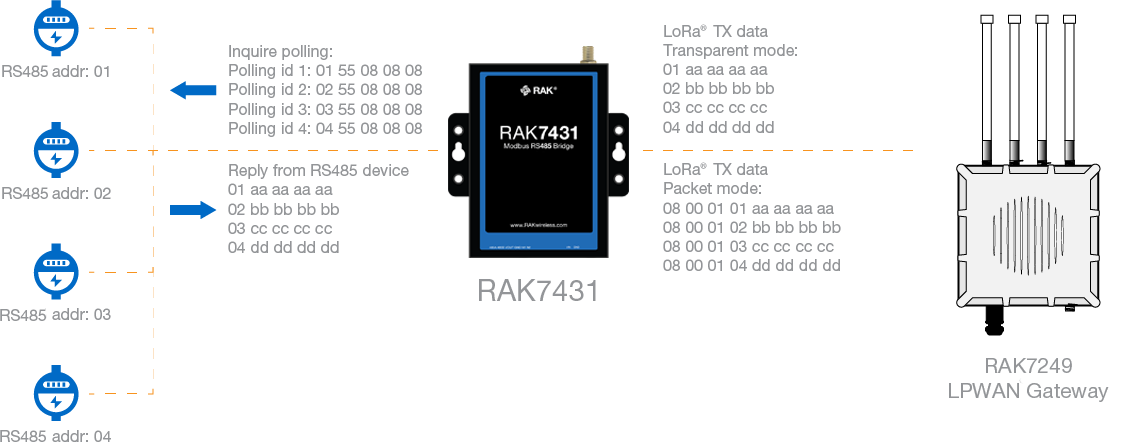 RS485 addr: 01
RS485 addr: 02
RS485 addr: 03
RS485 addr: 04
Inquire polling:
Polling id 1: 01 55 08 08 08
Polling id 2: 02 55 08 08 08
Polling id 3: 03 55 08 08 08
Polling id 4: 04 55 08 08 08
Reply from RS485 device
01 aa aa aa aa
02 bb bb bb bb
03 cc cc cc cc
04 dd dd dd dd
RAK®
RAK7431
Modbus RS485 Bridge
www.RAKwireless.com
RAK7431
LoRa® TX data
Transparent mode:
01 aa aa aa aa
02 bb bb bb bb
03 cc cc cc cc
04 dd dd dd dd
LoRa® TX data
Packet mode:
08 00 01 01 aa aa aa aa
08 00 01 02 bb bb bb bb
08 00 01 03 cc cc cc cc
08 00 01 04 dd dd dd dd
RAK7249
LPWAN Gateway